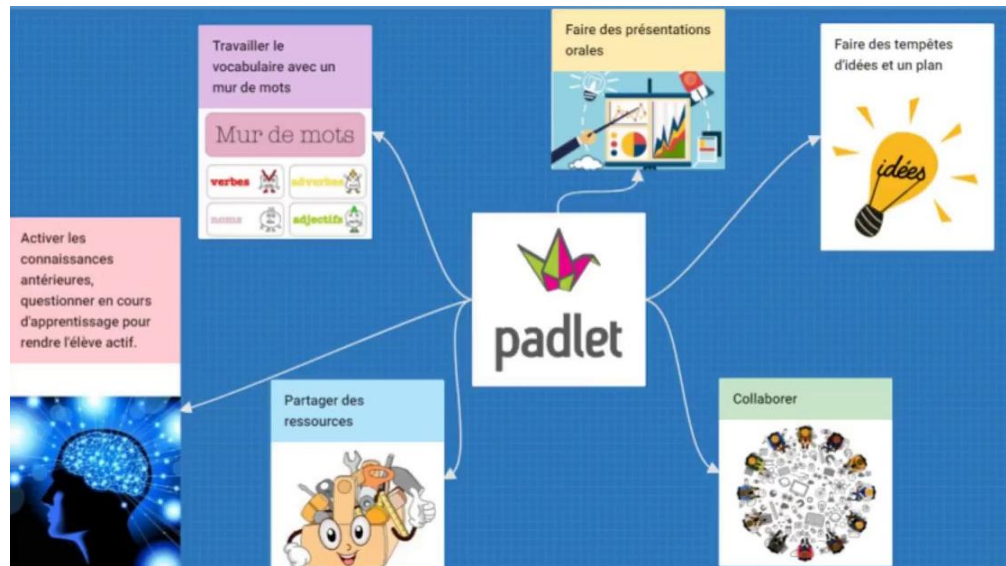 Travailler le
vocabulaire avec un
mur de mots
Mur de mots
verbes
adverbes
noms
adjectifs
Faire des présentations
orales
Faire des tempêtes
d'idées et un plan
idées
Activer les
connaissances
antérieures,
questionner en cours
d'apprentissage pour
rendre l'élève actif.
padlet
Partager des
ressources
Collaborer